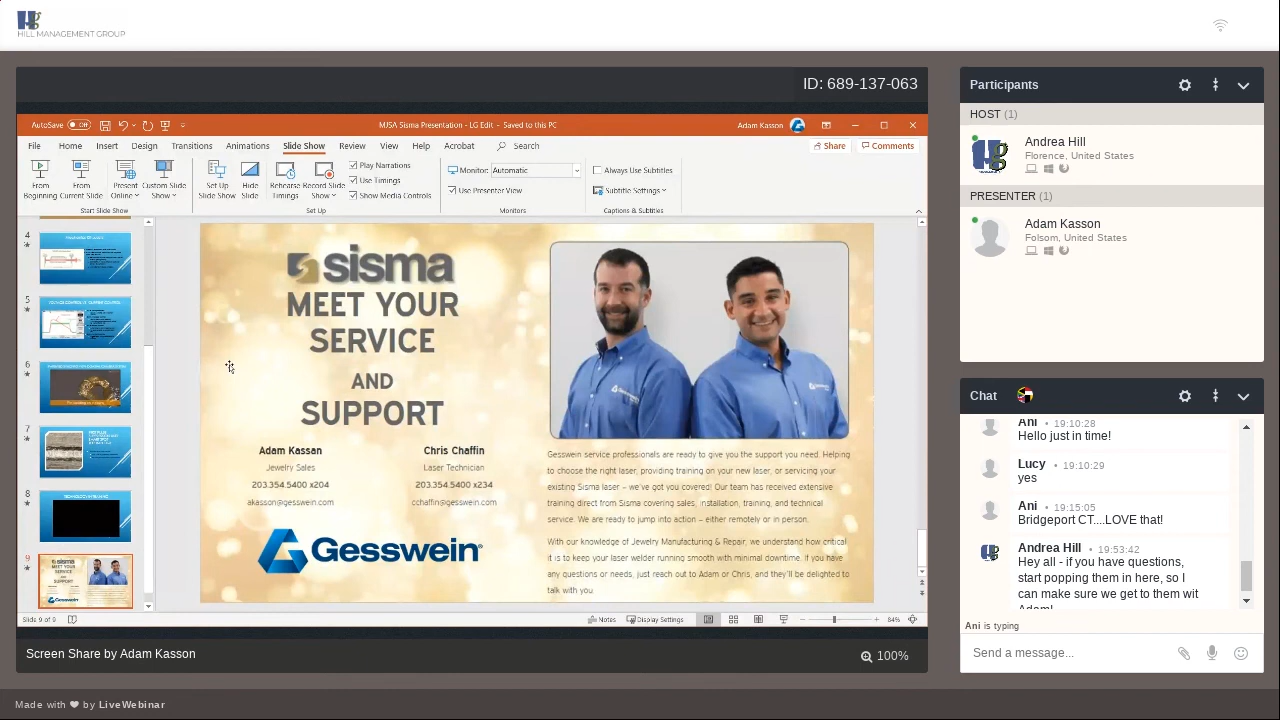 Hg
HILL MANAGEMENT GROUP
ID: 689-137-063
AutoSave Off
MJSA Sisma Presentation - LG Edit - Saved to this PC
Adam Kasson
File Home Insert Design Transitions Animations Slide Show Record Review View Help Acrobat Search
Share Comments
From Beginning
From Current Slide
Present Online
Custom Slide Show
Set Up Slide Show
Hide Slide
Rehearse Timings
Record Slide Show
Play Narrations
Use Timings
Show Media Controls
Monitor: Automatic
Use Presenter View
Always Use Subtitles
Subtitle Settings
Start Slide Show
Set Up
Monitors
Captions & Subtitles
4
5
6
7
8
9
sisma
MEET YOUR
SERVICE
AND
SUPPORT
Adam Kassan
Jewelry Sales
203.354.5400 x204
akasson@gesswein.com
Chris Chaffin
Laser Technician
203.354.5400 x234
cchaffin@gesswein.com
Gesswein®
Gesswein service professionals are ready to give you the support you need. Helping
to choose the right laser, providing training on your new laser, or servicing your
existing Sisma laser – we've got you covered! Our team has received extensive
training direct from Sisma covering sales, installation, training, and technical
service. We are ready to jump into action – either remotely or in person.
With our knowledge of Jewelry Manufacturing & Repair, we understand how critical
it is to keep your laser welder running smooth with minimal downtime. If you have
any questions or needs, just reach out to Adam or Chris, and they'll be delighted to
talk with you.
Slide 9 of 9
Notes
Display Settings
84%
Screen Share by Adam Kasson
100%
Participants
HOST (1)
Andrea Hill
Florence, United States
PRESENTER (1)
Adam Kasson
Folsom, United States
Chat
Ani • 19:10:28
Hello just in time!
Lucy • 19:10:29
yes
Ani • 19:15:05
Bridgeport CT....LOVE that!
Andrea Hill • 19:53:42
Hey all - if you have questions,
start popping them in here, so I
can make sure we get to them wit
Adam!
Ani is typing
Send a message...
Made with ❤ by LiveWebinar